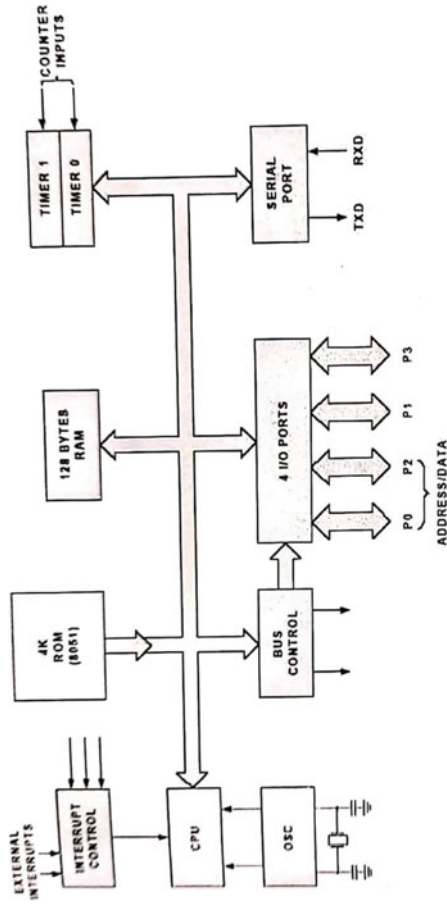 EXTERNAL
INTERRUPTS
INTERRUPT
CONTROL
4K
ROM
(8051)
128 BYTES
RAM
TIMER 1
TIMER 0
COUNTER
INPUTS
CPU
OSC
BUS
CONTROL
4 I/O PORTS
SERIAL
PORT
P0 P2 P1 P3
ADDRESS/DATA
TXD RXD